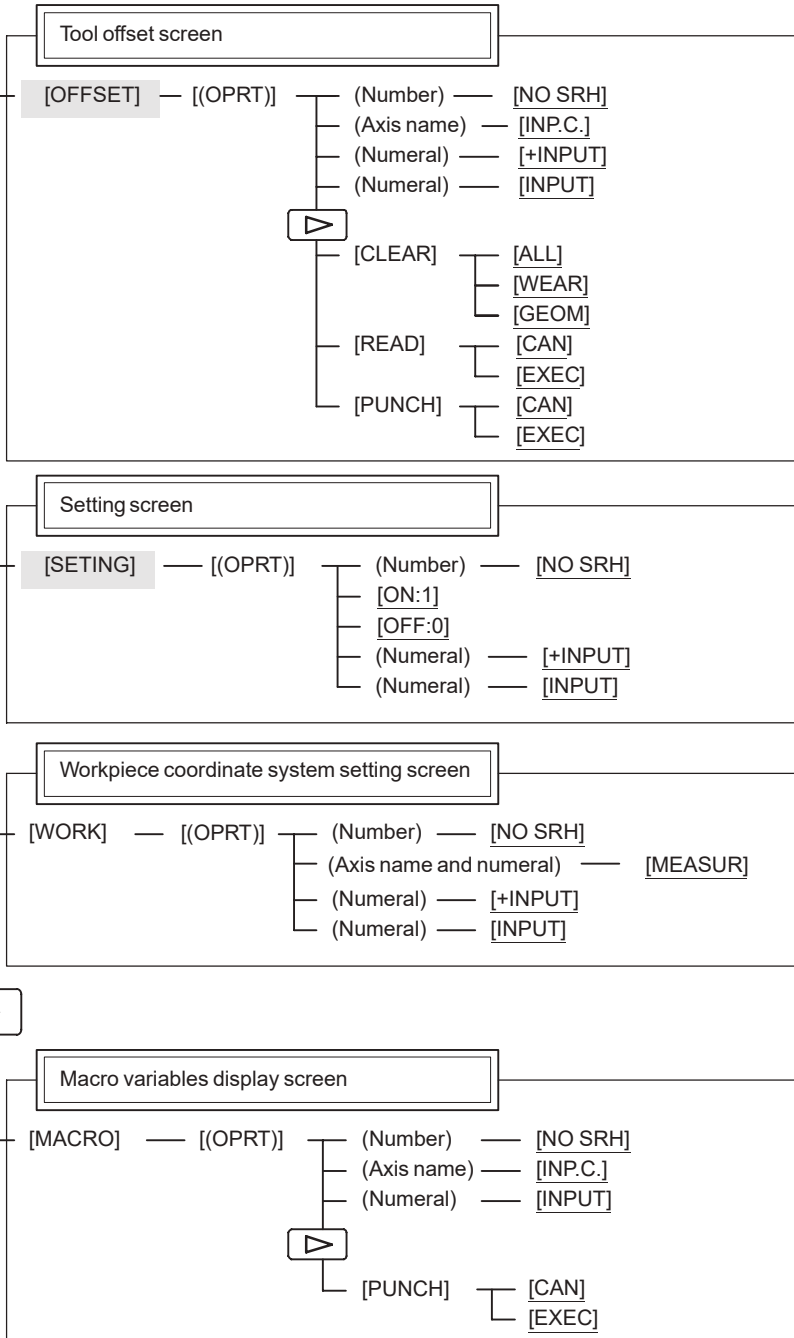 Tool offset screen
[OFFSET] [(OPRT)] (Number) [NO SRH]
(Axis name) [INP.C.]
(Numeral) [+INPUT]
(Numeral) [INPUT]
[CLEAR] [ALL]
[WEAR]
[GEOM]
[READ] [CAN]
[EXEC]
[PUNCH] [CAN]
[EXEC]
Setting screen
[SETING] [(OPRT)] (Number) [NO SRH]
[ON:1]
[OFF:0]
(Numeral) [+INPUT]
(Numeral) [INPUT]
Workpiece coordinate system setting screen
[WORK] [(OPRT)] (Number) [NO SRH]
(Axis name and numeral) [MEASUR]
(Numeral) [+INPUT]
(Numeral) [INPUT]
Macro variables display screen
[MACRO] [(OPRT)] (Number) [NO SRH]
(Axis name) [INP.C.]
(Numeral) [INPUT]
[PUNCH] [CAN]
[EXEC]